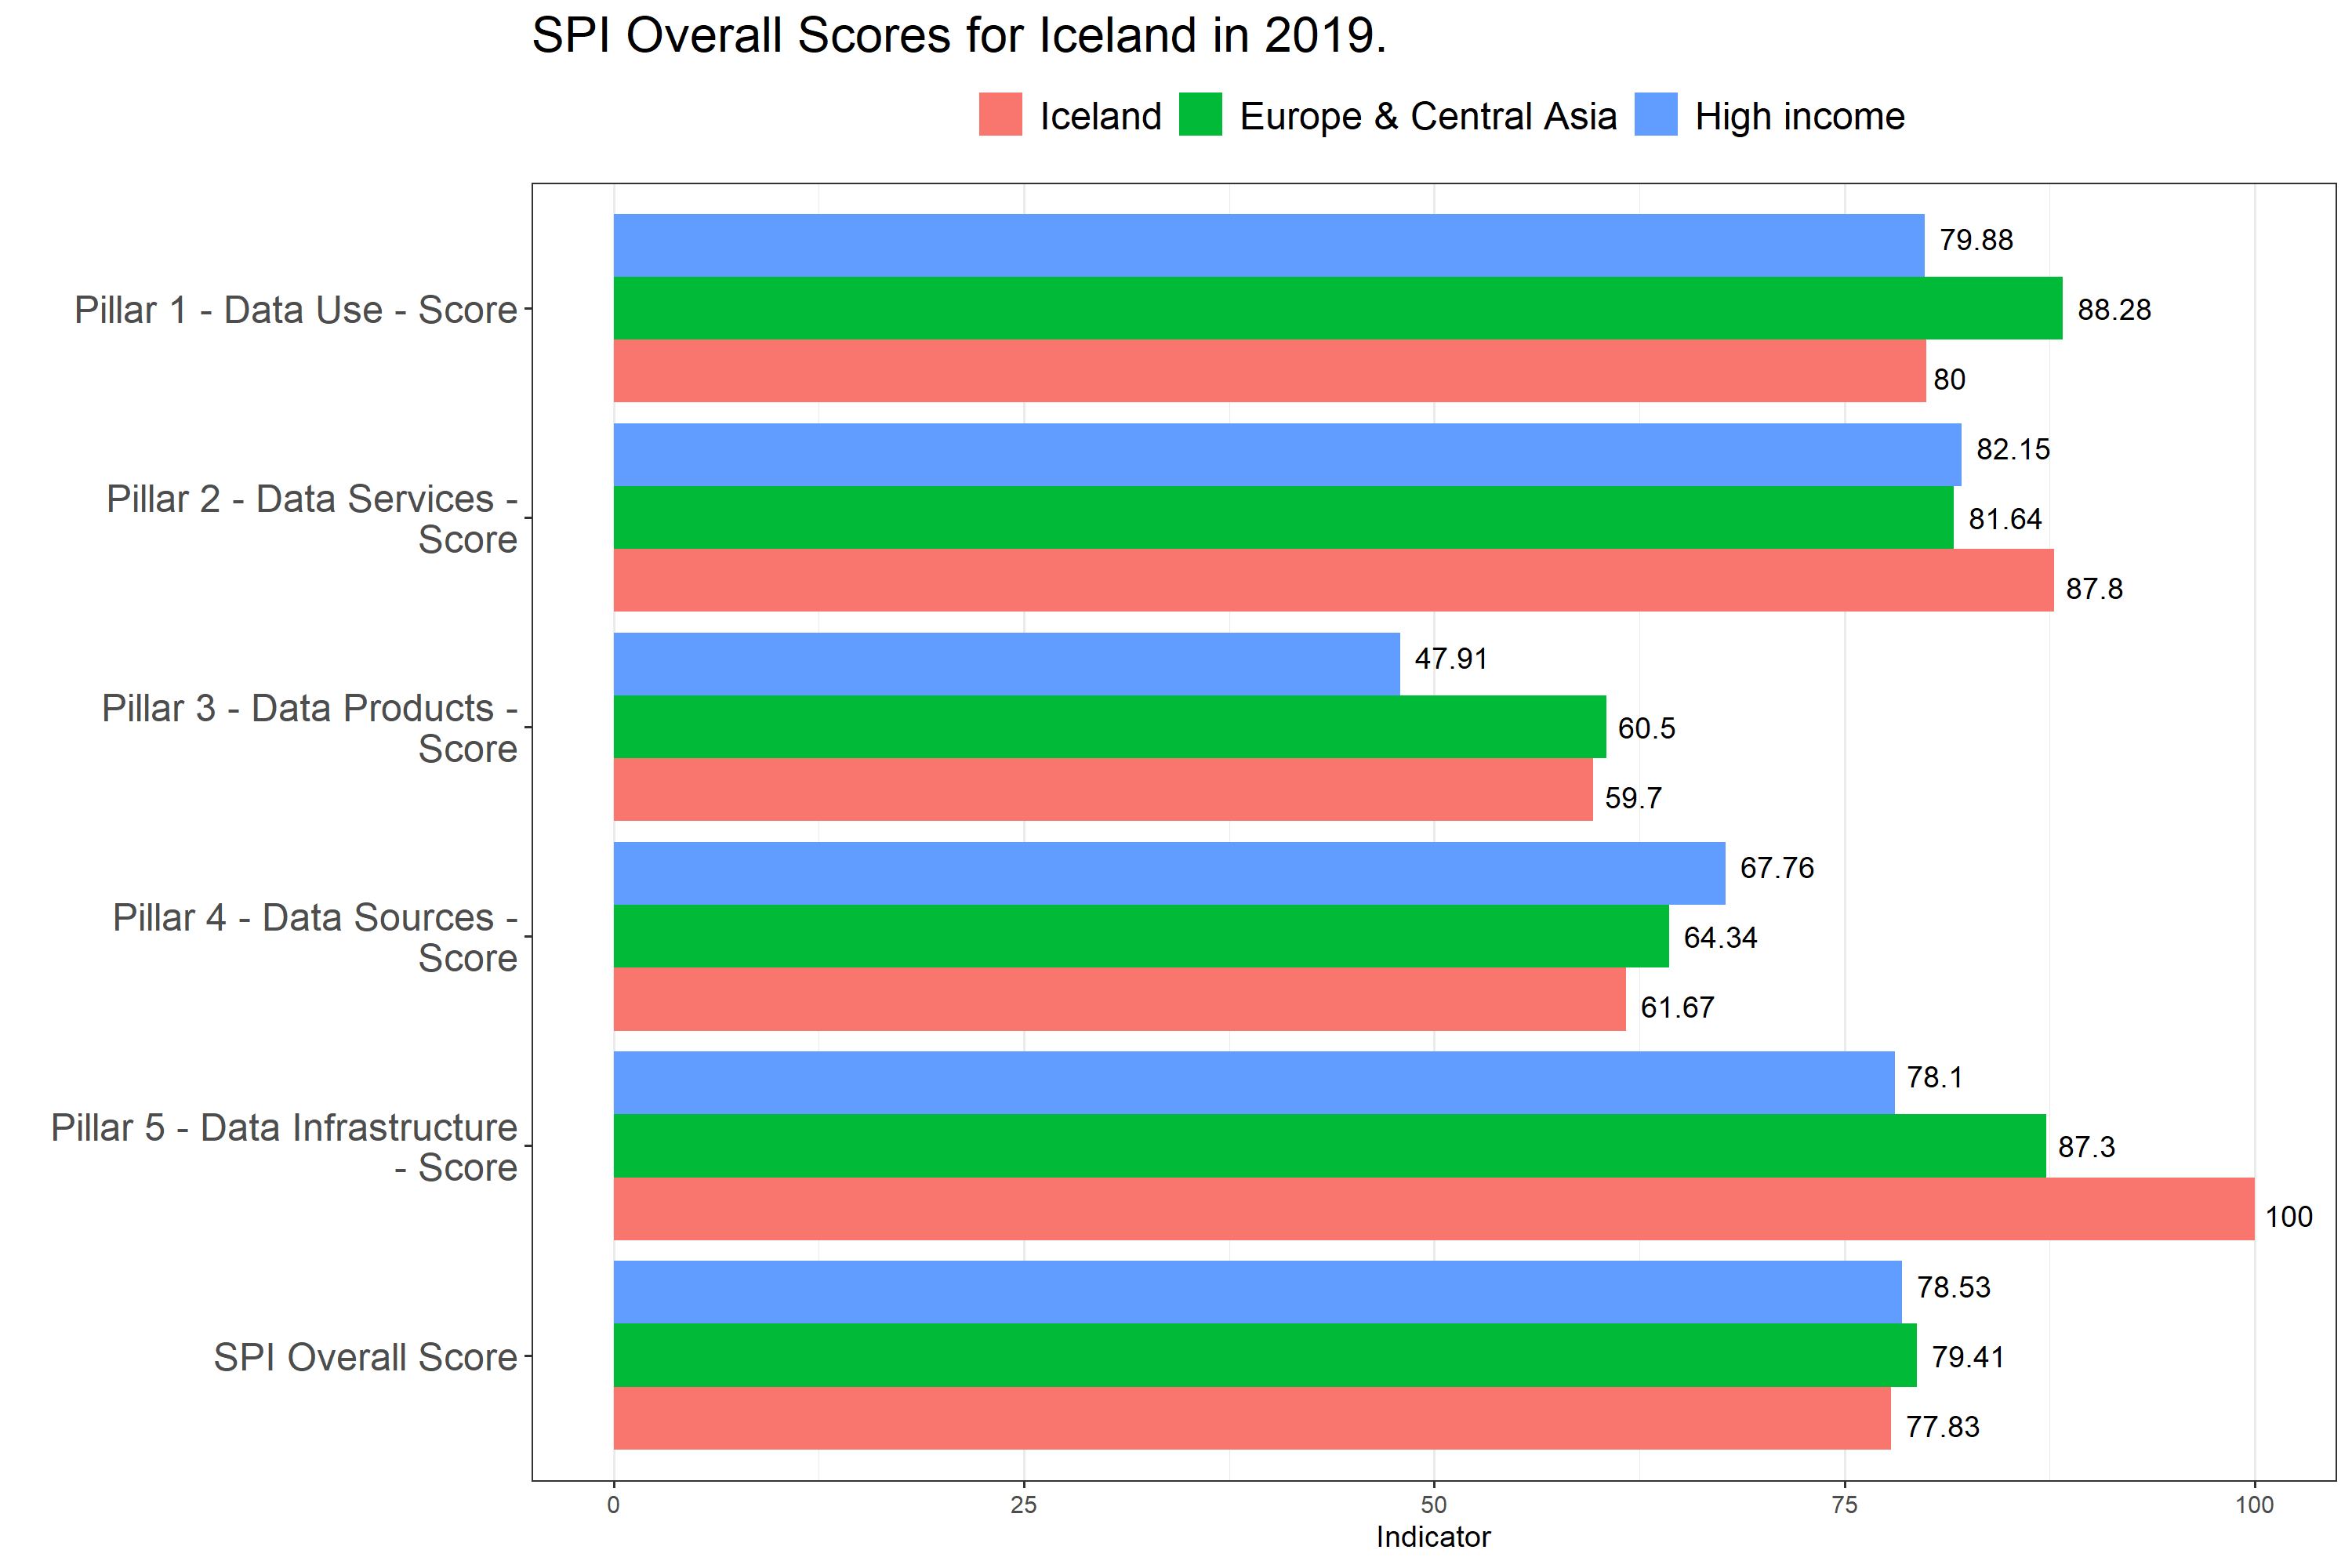 SPI Overall Scores for Iceland in 2019.
Iceland Europe & Central Asia High income
Pillar 1 - Data Use - Score
79.88
88.28
80
Pillar 2 - Data Services -
Score
82.15
81.64
87.8
Pillar 3 - Data Products -
Score
47.91
60.5
59.7
Pillar 4 - Data Sources -
Score
67.76
64.34
61.67
Pillar 5 - Data Infrastructure
- Score
78.1
87.3
100
SPI Overall Score
78.53
79.41
77.83
0 25 50 75 100
Indicator